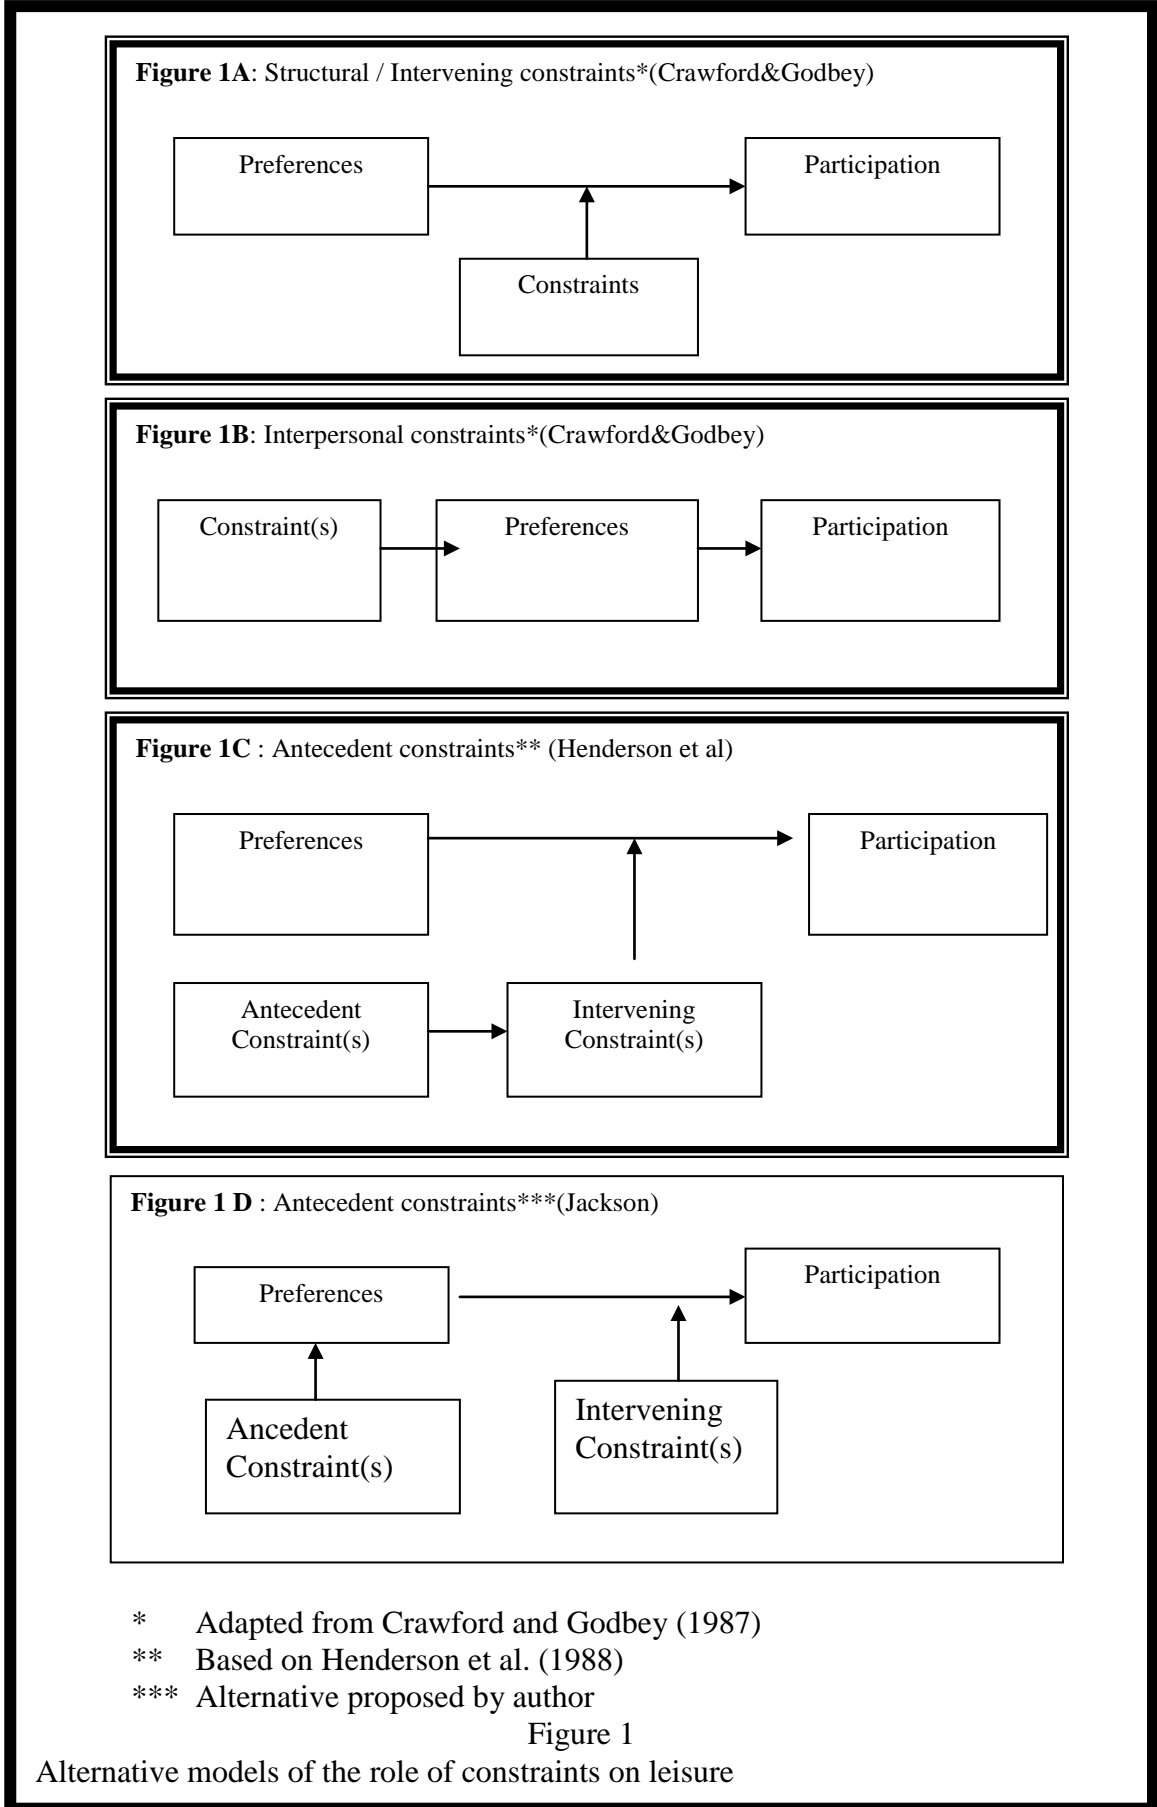 Figure 1A: Structural / Intervening constraints*(Crawford&Godbey)
Preferences
Participation
Constraints
Figure 1B: Interpersonal constraints*(Crawford&Godbey)
Constraint(s)
Preferences
Participation
Figure 1C : Antecedent constraints** (Henderson et al)
Preferences
Participation
Antecedent
Constraint(s)
Intervening
Constraint(s)
Figure 1 D : Antecedent constraints***(Jackson)
Preferences
Participation
Ancedent
Constraint(s)
Intervening
Constraint(s)
* Adapted from Crawford and Godbey (1987)
** Based on Henderson et al. (1988)
*** Alternative proposed by author
Figure 1
Alternative models of the role of constraints on leisure